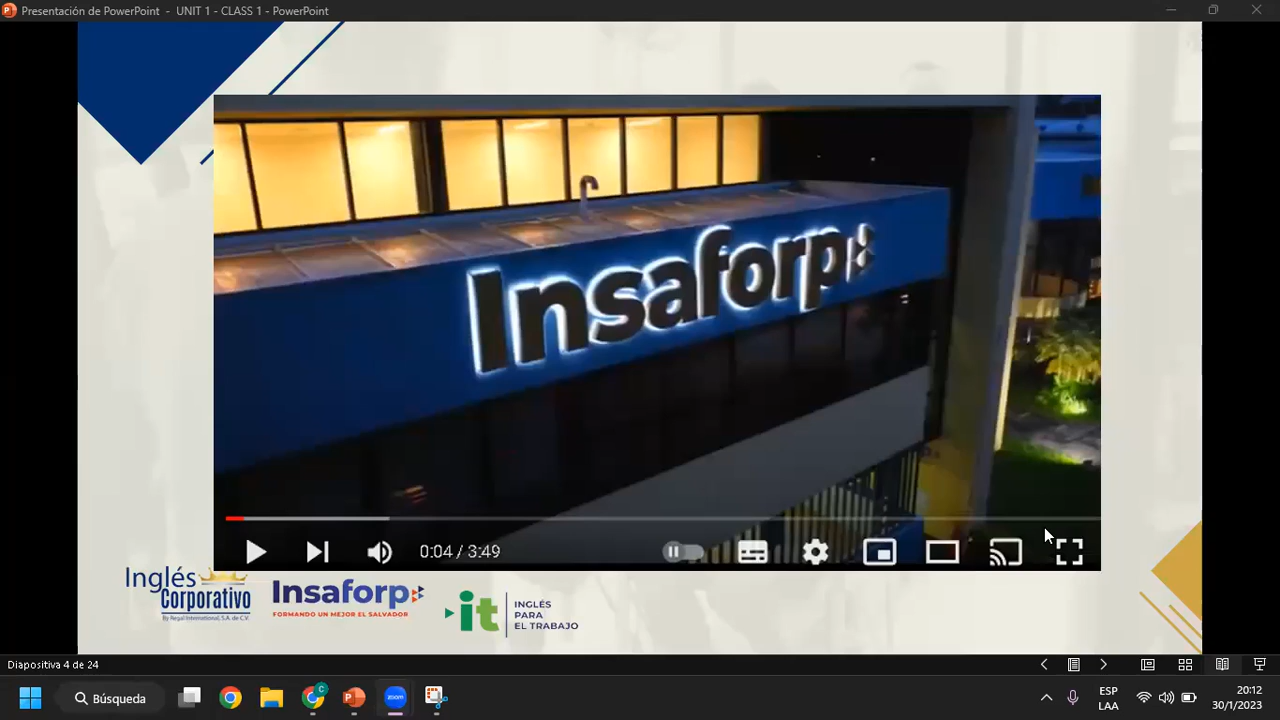 Presentación de PowerPoint - UNIT 1 - CLASS 1 - PowerPoint
Insaforp
0:04 / 3:49
Inglés
Corporativo
By Regal International, S.A. de C.V.
Insaforp
FORMANDO UN MEJOR EL SALVADOR
it
INGLÉS
PARA
EL TRABAJO
Diapositiva 4 de 24
Búsqueda
zoom
ESP
LAA
20:12
30/1/2023